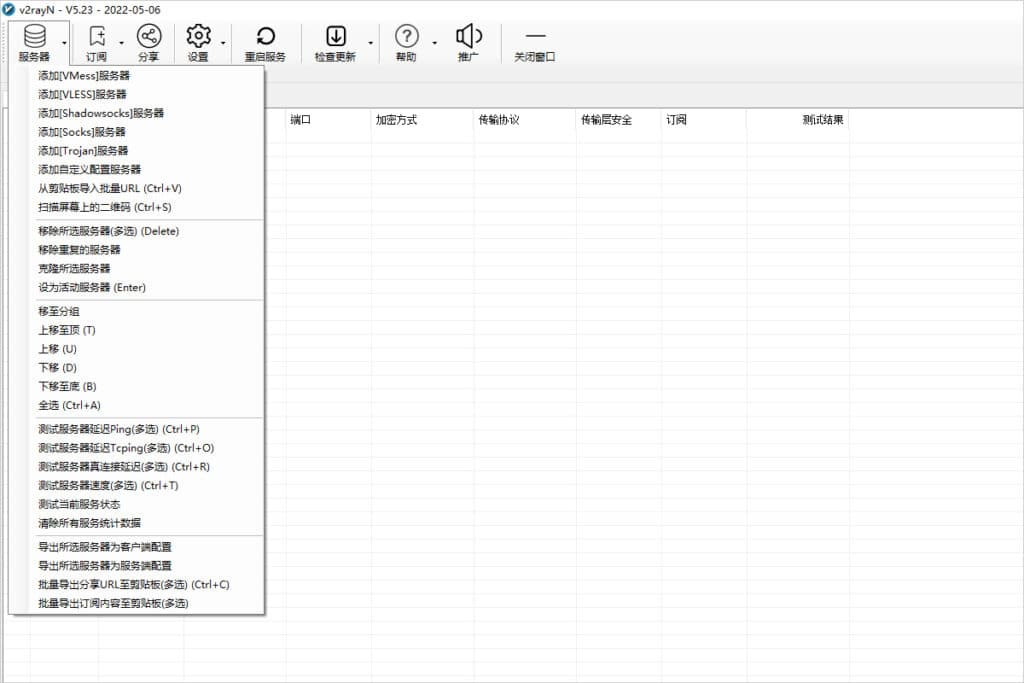 v2rayN - V5.23 - 2022-05-06
服务器 订阅 分享 设置 重启服务 检查更新 帮助 推广 关闭窗口
添加[VMess]服务器
添加[VLESS]服务器
添加[Shadowsocks]服务器
添加[Socks]服务器
添加[Trojan]服务器
添加自定义配置服务器
从剪贴板导入批量URL (Ctrl+V)
扫描屏幕上的二维码 (Ctrl+S)
移除所选服务器(多选) (Delete)
移除重复的服务器
克隆所选服务器
设为活动服务器 (Enter)
移至分组
上移至顶 (T)
上移 (U)
下移 (D)
下移至底 (B)
全选 (Ctrl+A)
测试服务器延迟Ping(多选) (Ctrl+P)
测试服务器延迟Tcping(多选) (Ctrl+O)
测试服务器真连接延迟(多选) (Ctrl+R)
测试服务器速度(多选) (Ctrl+T)
测试当前服务状态
清除所有服务统计数据
导出所选服务器为客户端配置
导出所选服务器为服务端配置
批量导出分享URL至剪贴板(多选) (Ctrl+C)
批量导出订阅内容至剪贴板(多选)
端口 加密方式 传输协议 传输层安全 订阅 测试结果